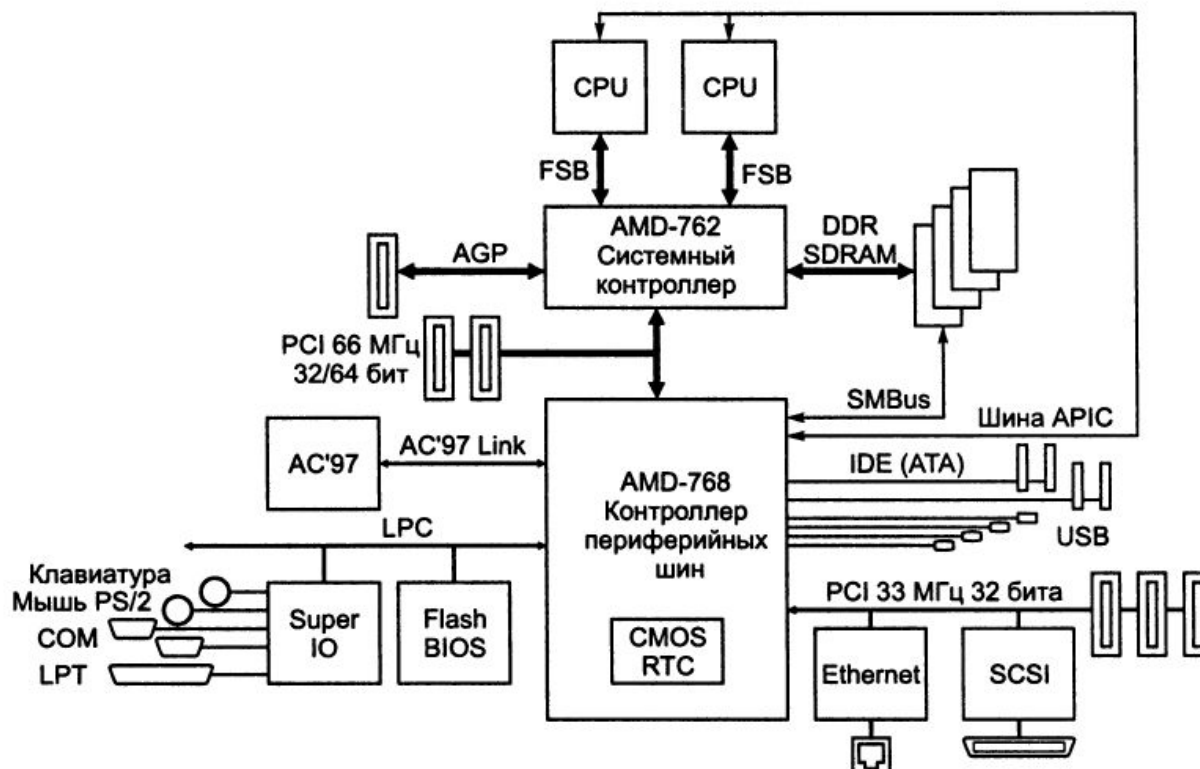 CPU
CPU
FSB
FSB
AMD-762
Системный
контроллер
AGP
DDR
SDRAM
PCI 66 МГц
32/64 бит
SMBus
Шина APIC
AC'97
AC'97 Link
IDE (ATA)
AMD-768
Контроллер
периферийных
шин
USB
LPC
Клавиатура
Мышь PS/2
COM
LPT
Super
IO
Flash
BIOS
CMOS
RTC
PCI 33 МГц 32 бита
Ethernet
SCSI